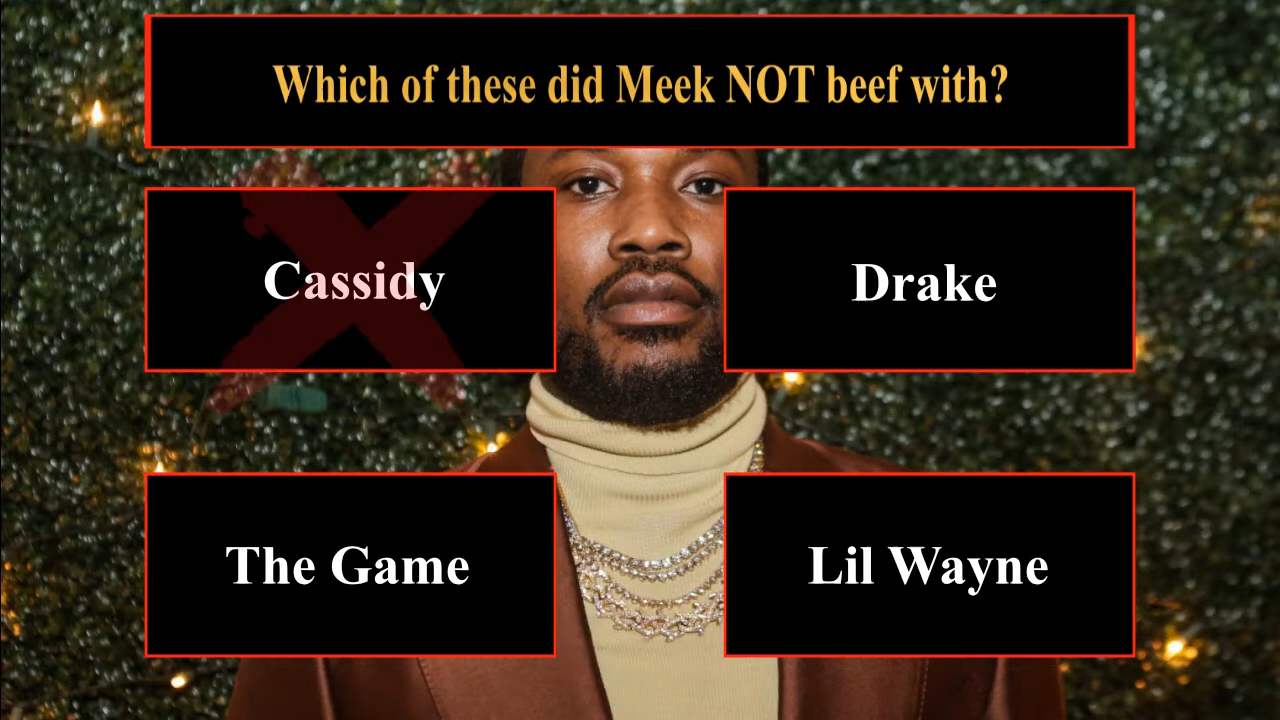 Which of these did Meek NOT beef with?
Cassidy
Drake
The Game
Lil Wayne